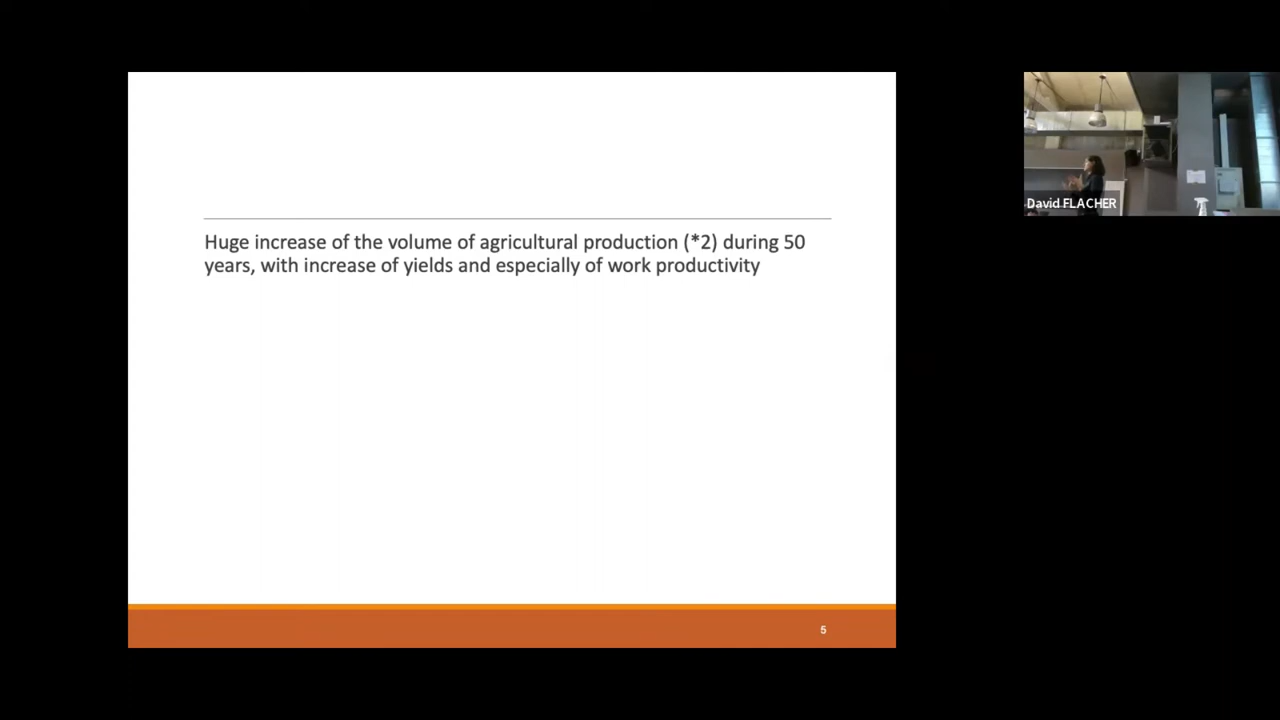 Huge increase of the volume of agricultural production (*2) during 50
years, with increase of yields and especially of work productivity
5
David FLACHER